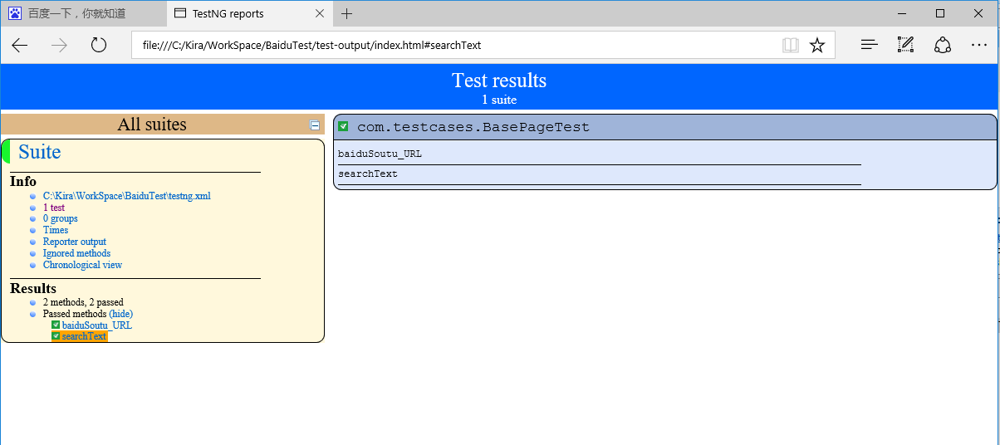 百度一下，你就知道
TestNG reports
file:///C:/Kira/WorkSpace/BaiduTest/test-output/index.html#searchText
Test results
1 suite
All suites
Suite
Info
C:\Kira\WorkSpace\BaiduTest\testng.xml
1 test
0 groups
Times
Reporter output
Ignored methods
Chronological view
Results
2 methods, 2 passed
Passed methods (hide)
baiduSoutu_URL
searchText
com.testcases.BasePageTest
baiduSoutu_URL
searchText